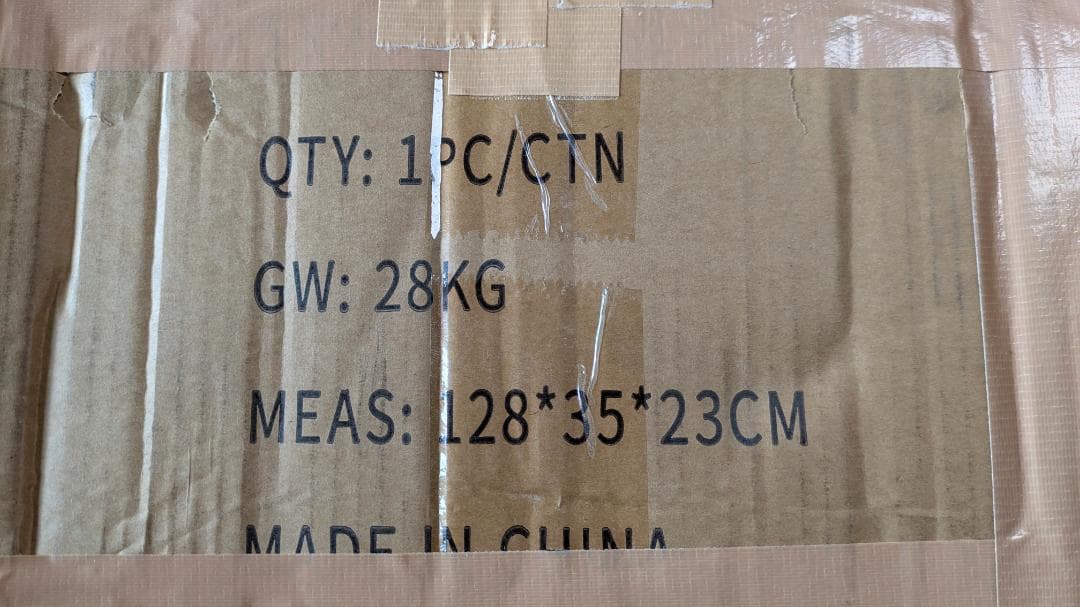 QTY: 1PC/CTN
GW: 28KG
MEAS: 128*35*23CM
MADE IN CHINA